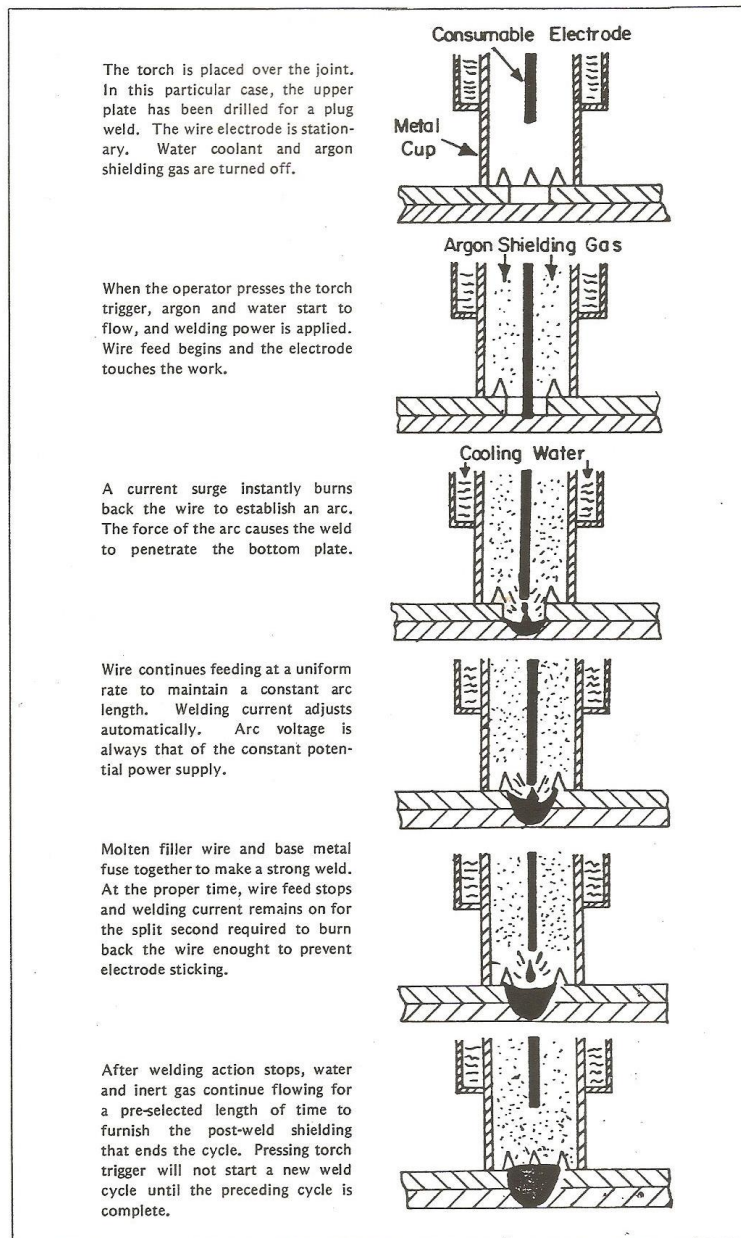 Consumable Electrode
The torch is placed over the joint.
In this particular case, the upper
plate has been drilled for a plug
weld. The wire electrode is station-
ary. Water coolant and argon
shielding gas are turned off.
Metal
Cup
Argon Shielding Gas
When the operator presses the torch
trigger, argon and water start to
flow, and welding power is applied.
Wire feed begins and the electrode
touches the work.
Cooling Water
A current surge instantly burns
back the wire to establish an arc.
The force of the arc causes the weld
to penetrate the bottom plate.
Wire continues feeding at a uniform
rate to maintain a constant arc
length. Welding current adjusts
automatically. Arc voltage is
always that of the constant poten-
tial power supply.
Molten filler wire and base metal
fuse together to make a strong weld.
At the proper time, wire feed stops
and welding current remains on for
the split second required to burn
back the wire enought to prevent
electrode sticking.
After welding action stops, water
and inert gas continue flowing for
a pre-selected length of time to
furnish the post-weld shielding
that ends the cycle. Pressing torch
trigger will not start a new weld
cycle until the preceding cycle is
complete.